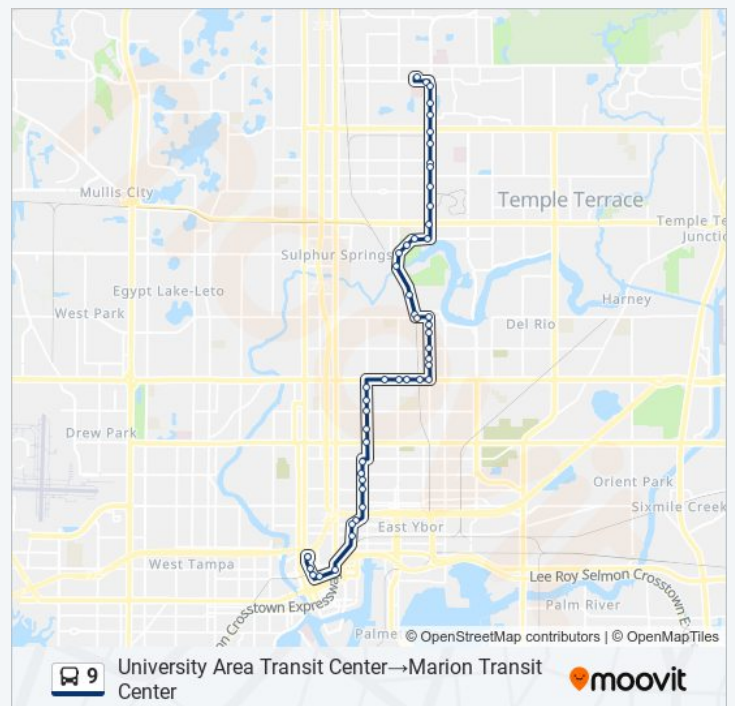 Mullis City
Temple Terrace
Temple Te
Juncti
Sulphur Springs
Egypt Lake-Leto
Harney
West Park
Del Rio
Drew Park
Orient Park
Sixmile Creek
East Ybor
West Tampa
Lee Roy Selmon Crosstown E
on Crosstown Expressway
Palm River
Palme
© OpenStreetMap contributors | © OpenMapTiles
9
University Area Transit Center→Marion Transit
Center
moovit